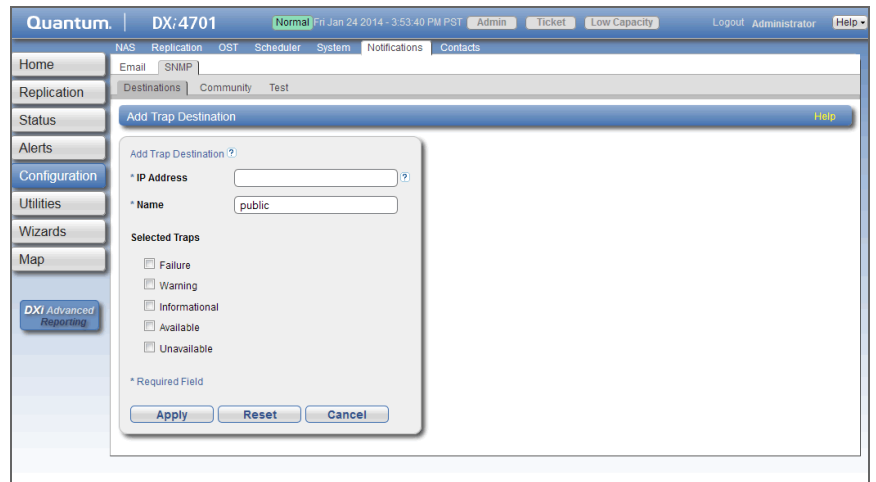 Quantum. DXi4701 Normal Fri Jan 24 2014 - 3:53:40 PM PST Admin Ticket Low Capacity Logout Administrator Help
NAS Replication OST Scheduler System Notifications Contacts
Home
Replication
Status
Alerts
Configuration
Utilities
Wizards
Map
DXi Advanced
Reporting
Email SNMP
Destinations Community Test
Add Trap Destination Help
Add Trap Destination ?
* IP Address ?
* Name public
Selected Traps
Failure
Warning
Informational
Available
Unavailable
* Required Field
Apply Reset Cancel